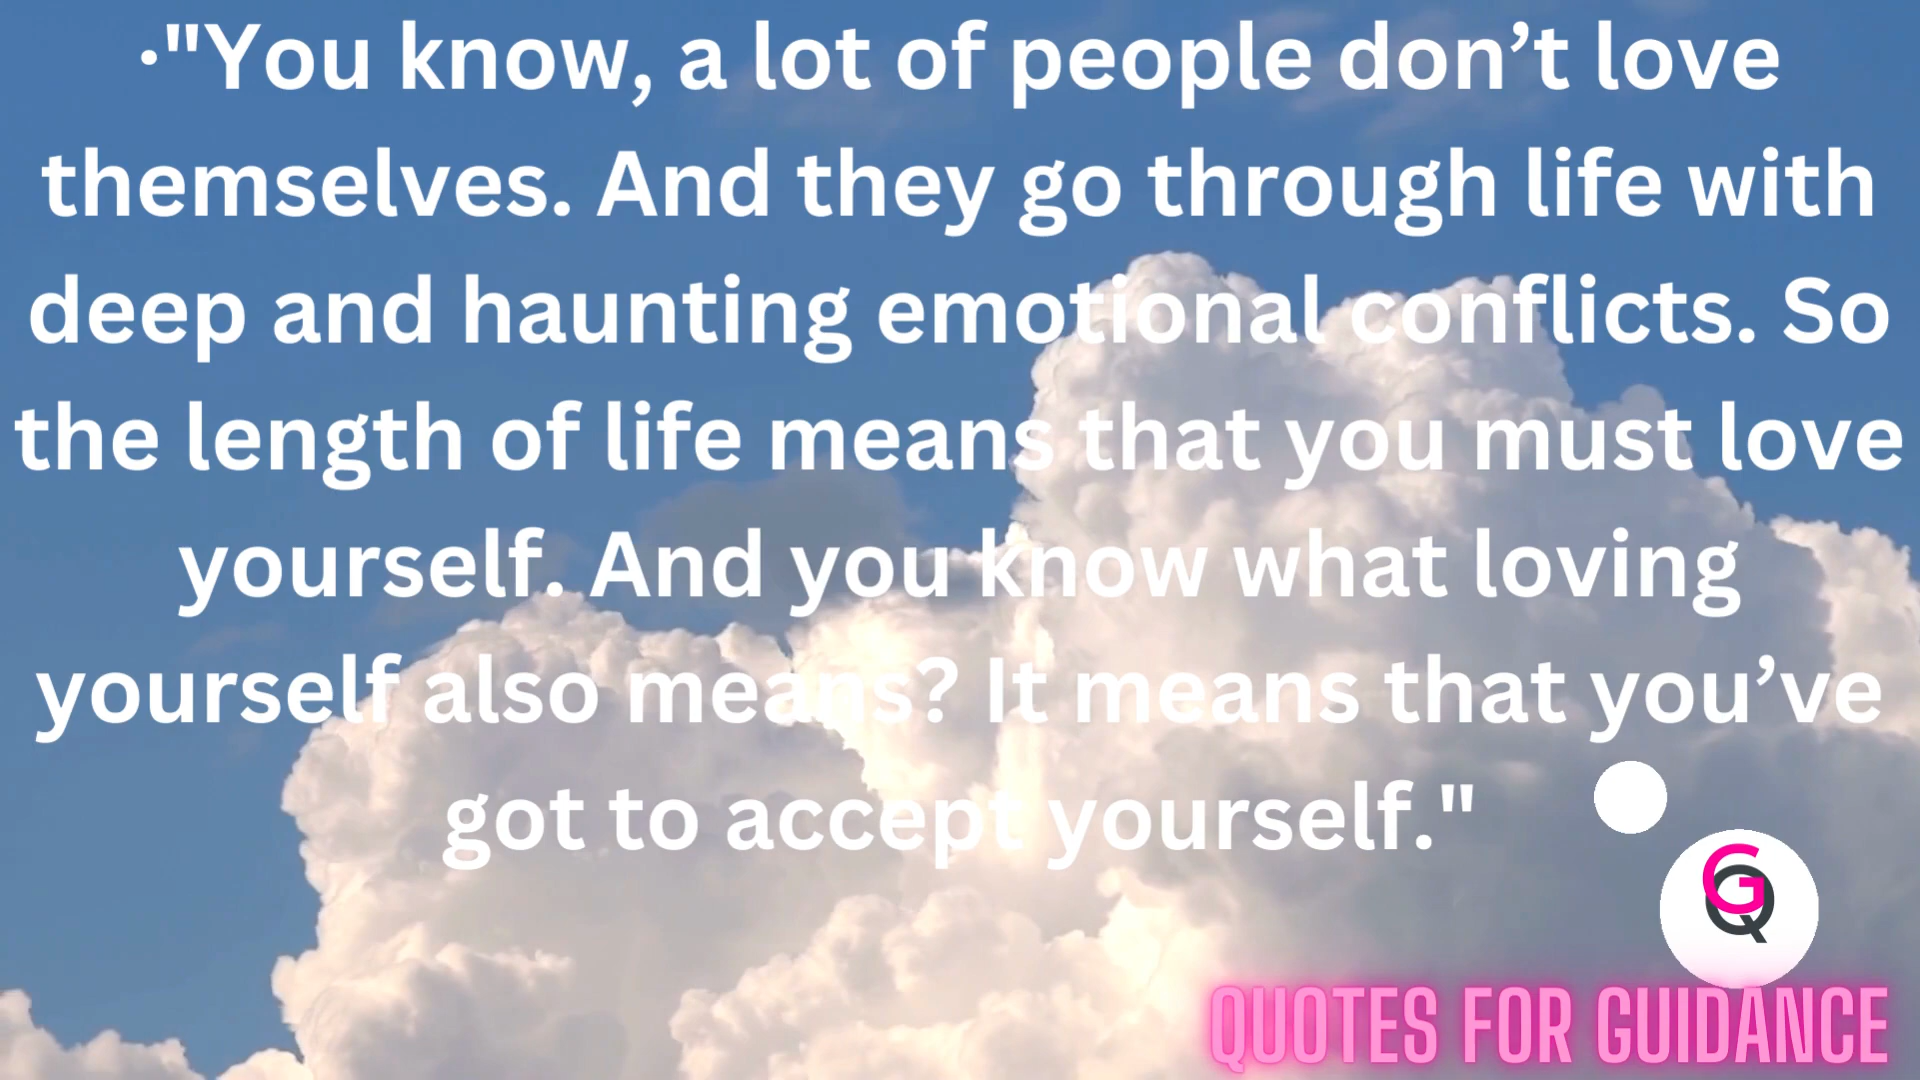 ·"You know, a lot of people don’t love
themselves. And they go through life with
deep and haunting emotional conflicts. So
the length of life means that you must love
yourself. And you know what loving
yourself also means? It means that you’ve
got to accept yourself."
GQ
QUOTES FOR GUIDANCE